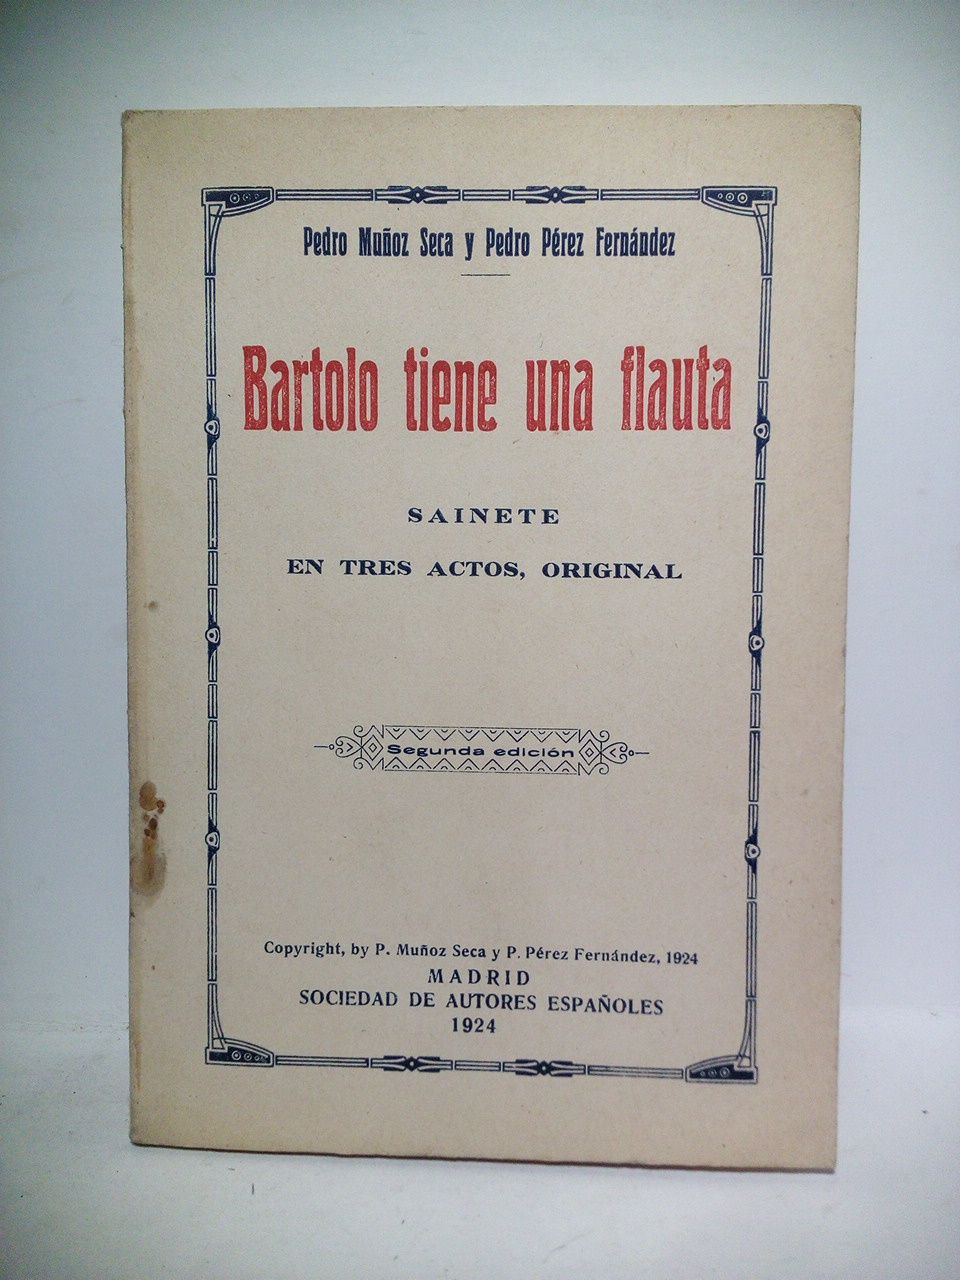 Pedro Muñoz Seca y Pedro Pérez Fernández
Bartolo tiene una flauta
SAINETE
EN TRES ACTOS, ORIGINAL
Segunda edición
Copyright, by P. Muñoz Seca y P. Pérez Fernández, 1924
MADRID
SOCIEDAD DE AUTORES ESPAÑOLES
1924